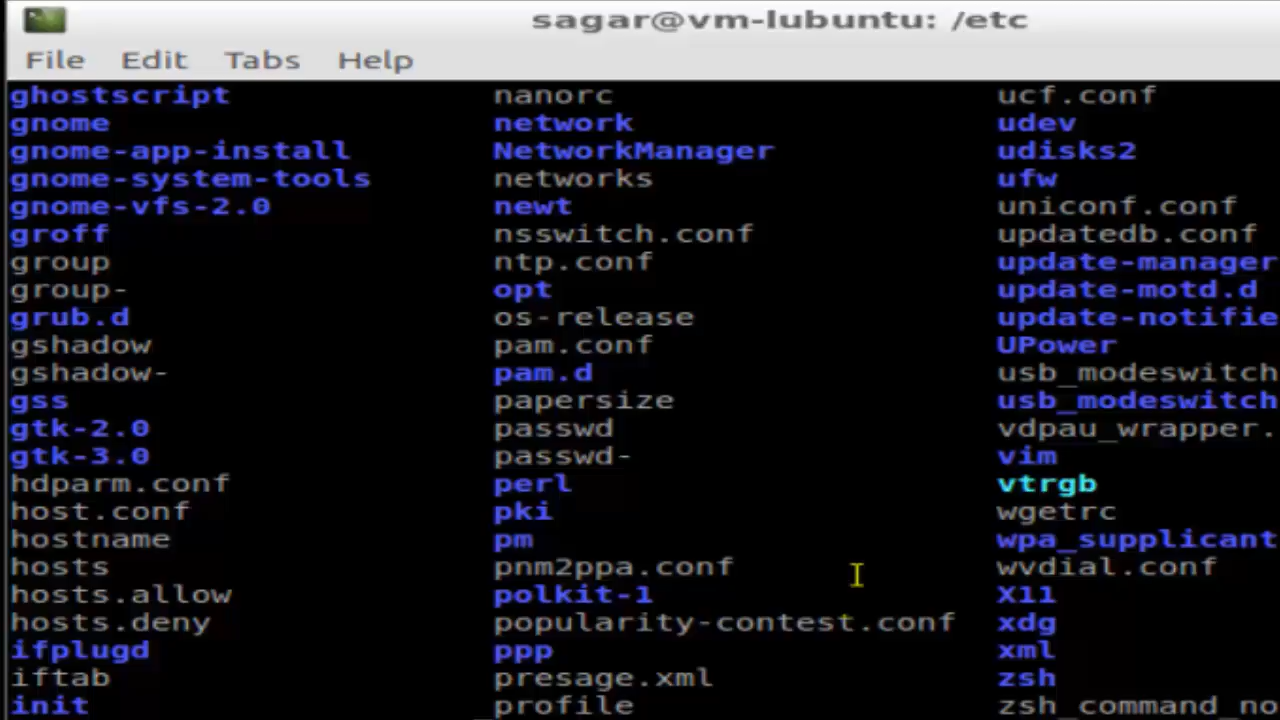 sagar@vm-lubuntu: /etc
File Edit Tabs Help
ghostscript nanorc ucf.conf
gnome network udev
gnome-app-install NetworkManager udisks2
gnome-system-tools networks ufw
gnome-vfs-2.0 newt uniconf.conf
groff nsswitch.conf updatedb.conf
group ntp.conf update-manager
group- opt update-motd.d
grub.d os-release update-notifie
gshadow pam.conf UPower
gshadow- pam.d usb_modeswitch
gss papersize usb_modeswitch
gtk-2.0 passwd vdpau_wrapper.
gtk-3.0 passwd- vim
hdparm.conf perl vtrgb
host.conf pki wgetrc
hostname pm wpa_supplicant
hosts pnm2ppa.conf wvdial.conf
hosts.allow polkit-1 X11
hosts.deny popularity-contest.conf xdg
ifplugd ppp xml
iftab presage.xml zsh
init profile zsh_command_no